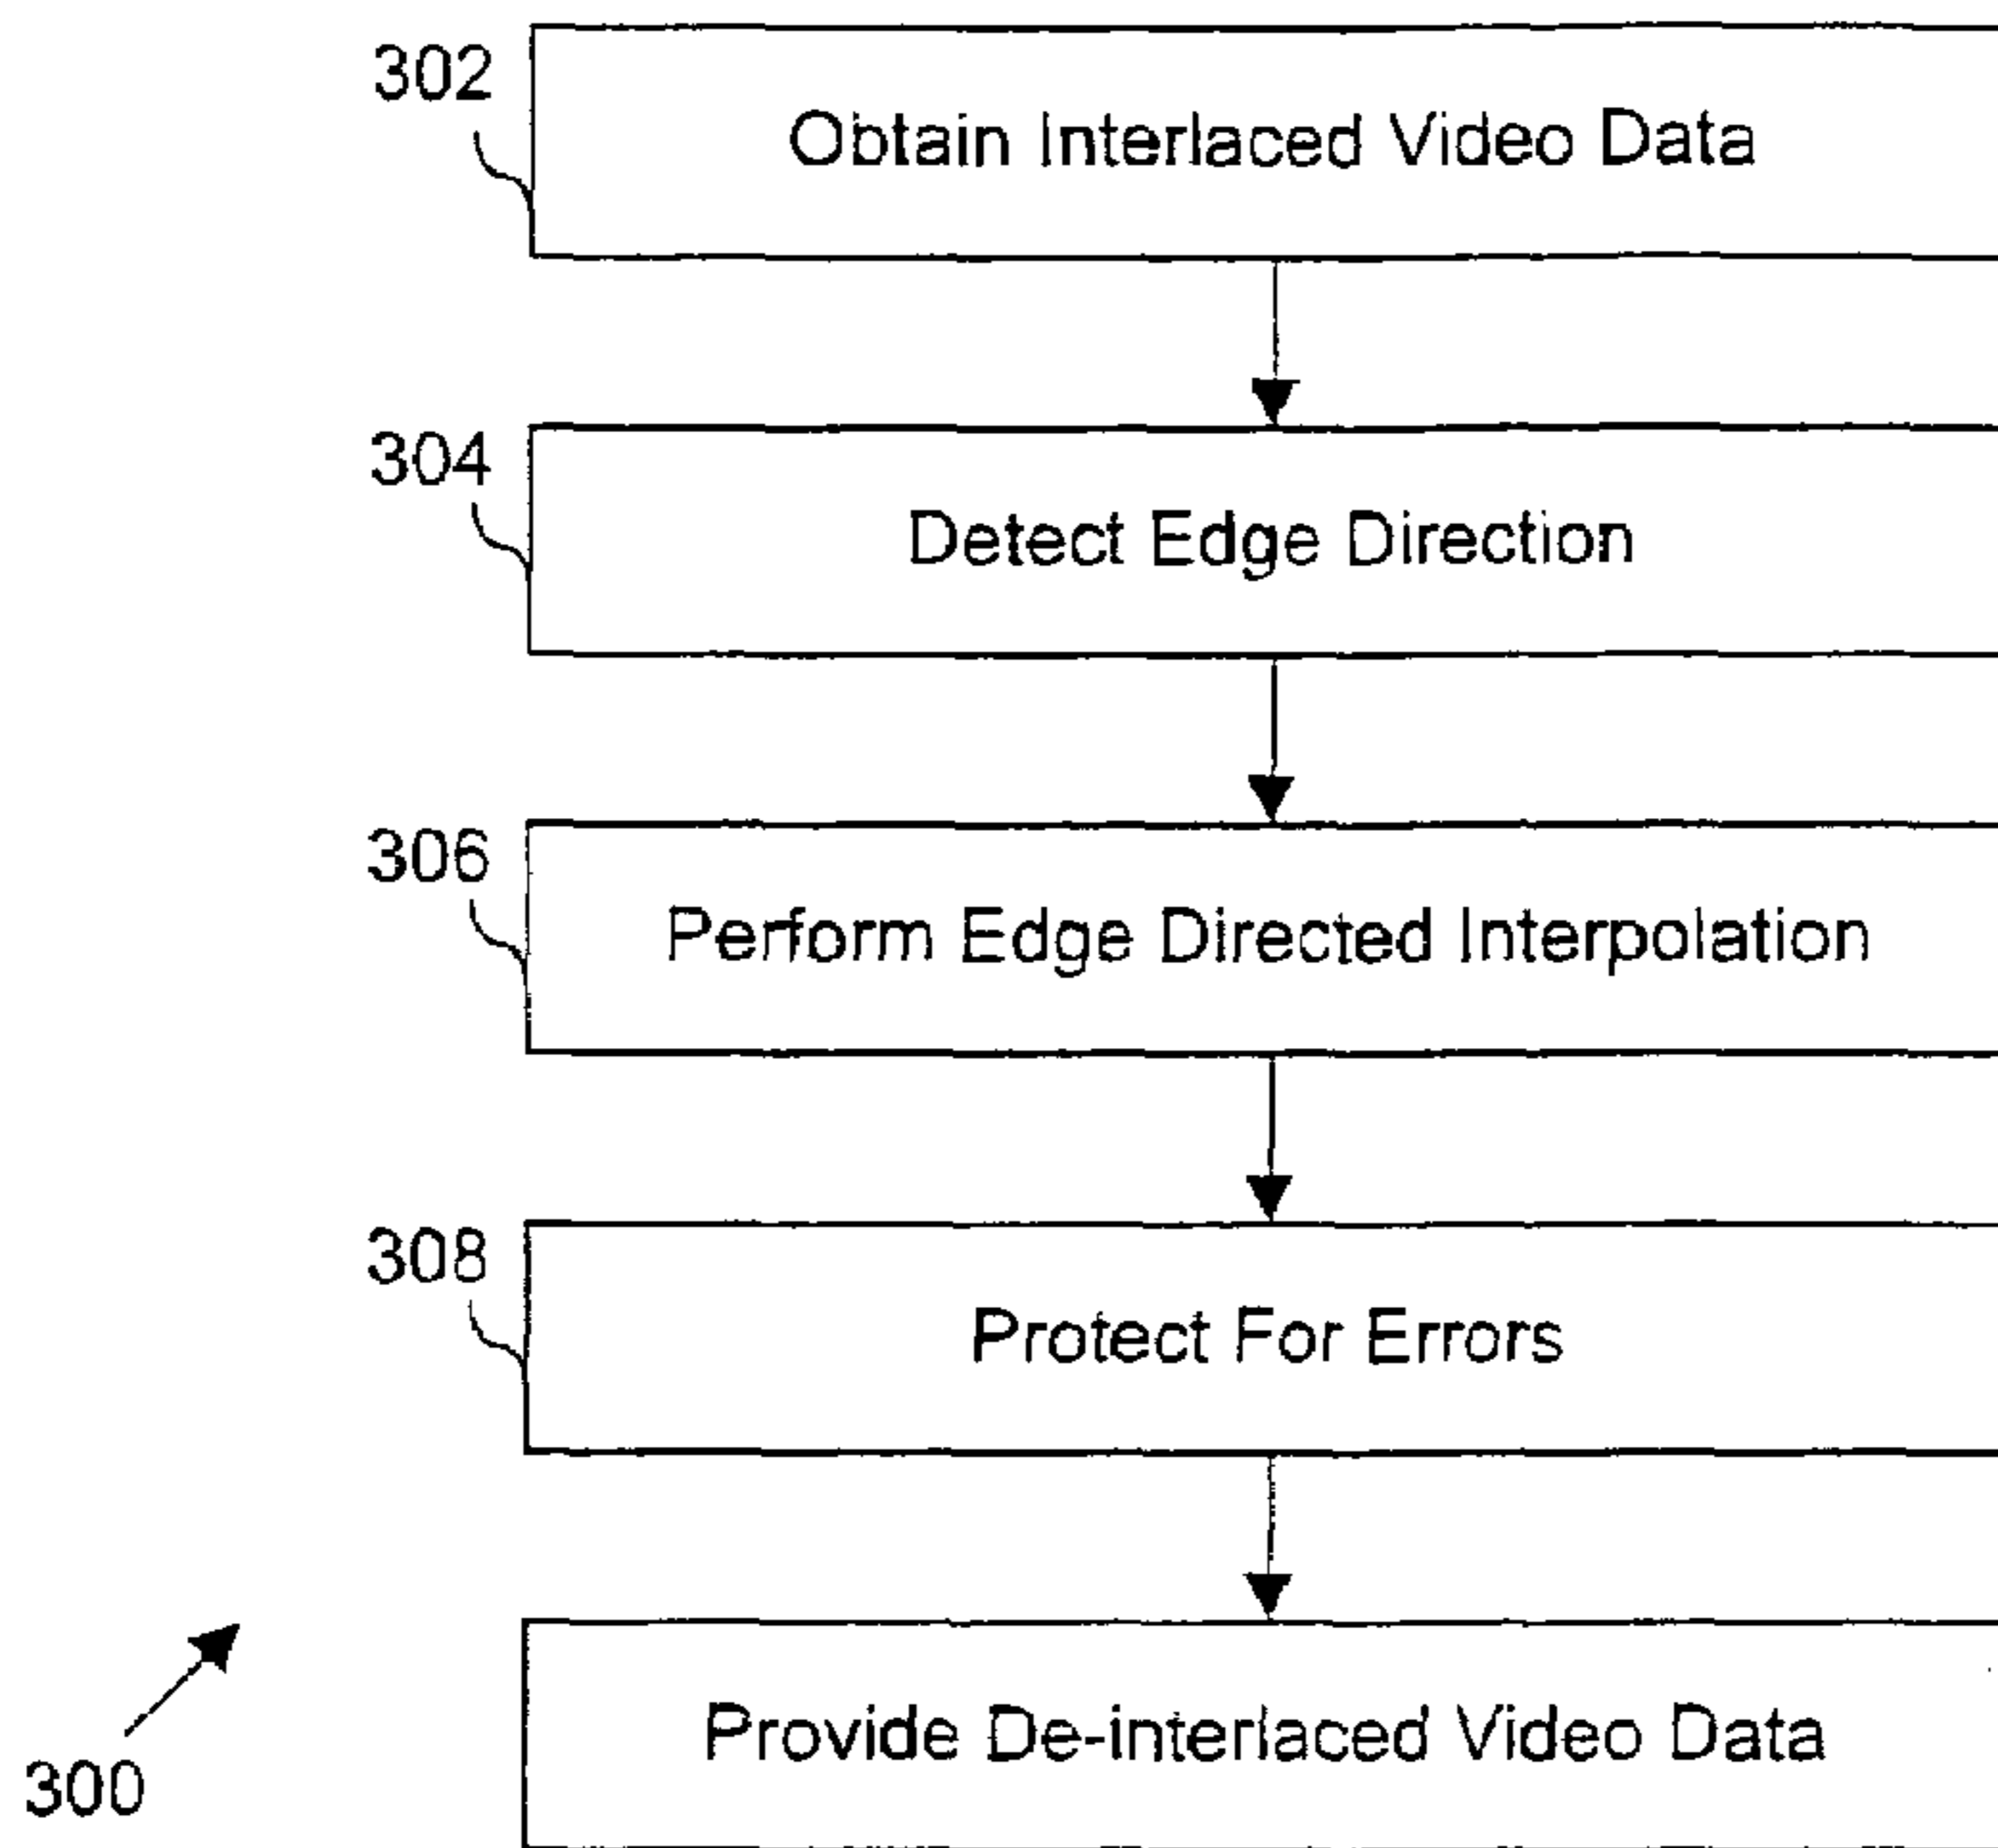 302
Obtain Interlaced Video Data
304
Detect Edge Direction
306
Perform Edge Directed Interpolation
308
Protect For Errors
Provide De-interlaced Video Data
300